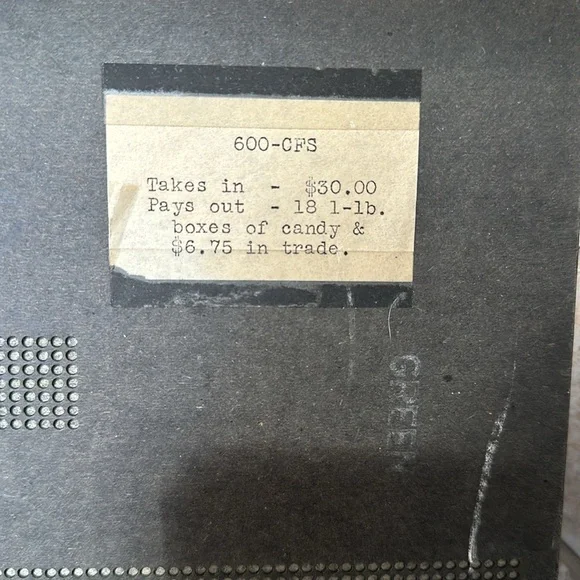 600-CFS
Takes in - $30.00
Pays out - 18 1-lb.
boxes of candy &
$6.75 in trade.
GREEN